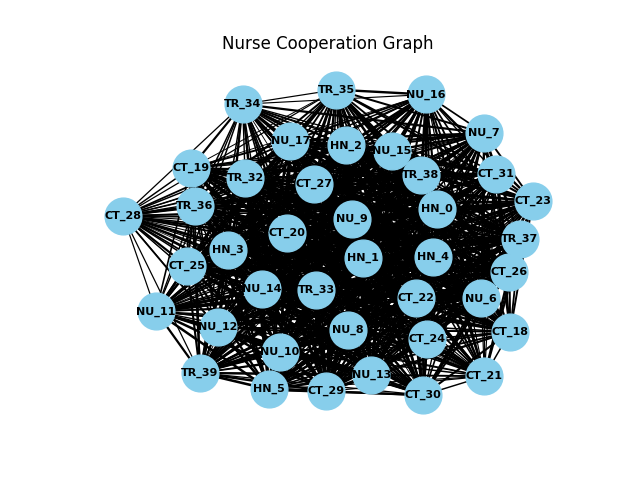 Nurse Cooperation Graph
TR_35
NU_16
TR_34
NU_7
NU_17
HN_2
NU_15
CT_19
CT_31
TR_38
TR_32
CT_27
CT_23
TR_36
HN_0
CT_28
NU_9
CT_20
TR_37
HN_3
HN_4
HN_1
CT_25
CT_26
NU_14
TR_33
CT_22
NU_6
NU_11
NU_12
NU_8
CT_18
CT_24
NU_10
TR_39
NU_13
CT_21
HN_5
CT_29
CT_30